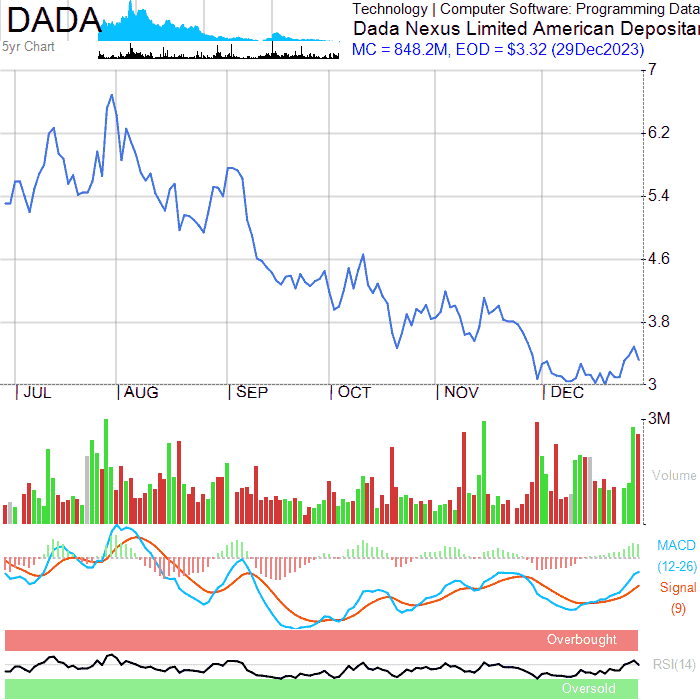 DADA
5yr Chart
Technology | Computer Software: Programming Data
Dada Nexus Limited American Depositar
MC = 848.2M, EOD = $3.32 (29Dec2023)
7
6.2
5.4
4.6
3.8
3
JUL AUG SEP OCT NOV DEC
3M
Volume
MACD
(12-26)
Signal
(9)
Overbought
RSI(14)
Oversold